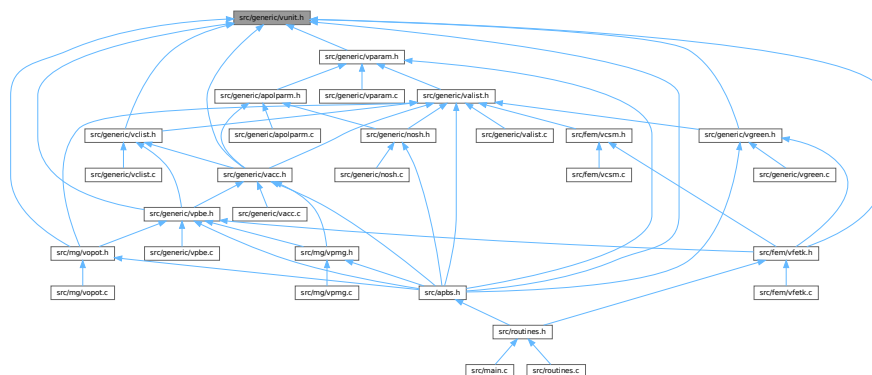 src/generic/vunit.h
src/generic/vparam.h
src/generic/apolparm.h
src/generic/vparam.c
src/generic/valist.h
src/generic/vclist.h
src/generic/apolparm.c
src/generic/nosh.h
src/generic/valist.c
src/fem/vcsm.h
src/generic/vgreen.h
src/generic/vclist.c
src/generic/vacc.h
src/generic/nosh.c
src/fem/vcsm.c
src/generic/vgreen.c
src/generic/vpbe.h
src/generic/vacc.c
src/mg/vopot.h
src/generic/vpbe.c
src/mg/vpmg.h
src/fem/vfetk.h
src/mg/vopot.c
src/mg/vpmg.c
src/apbs.h
src/fem/vfetk.c
src/routines.h
src/main.c
src/routines.c